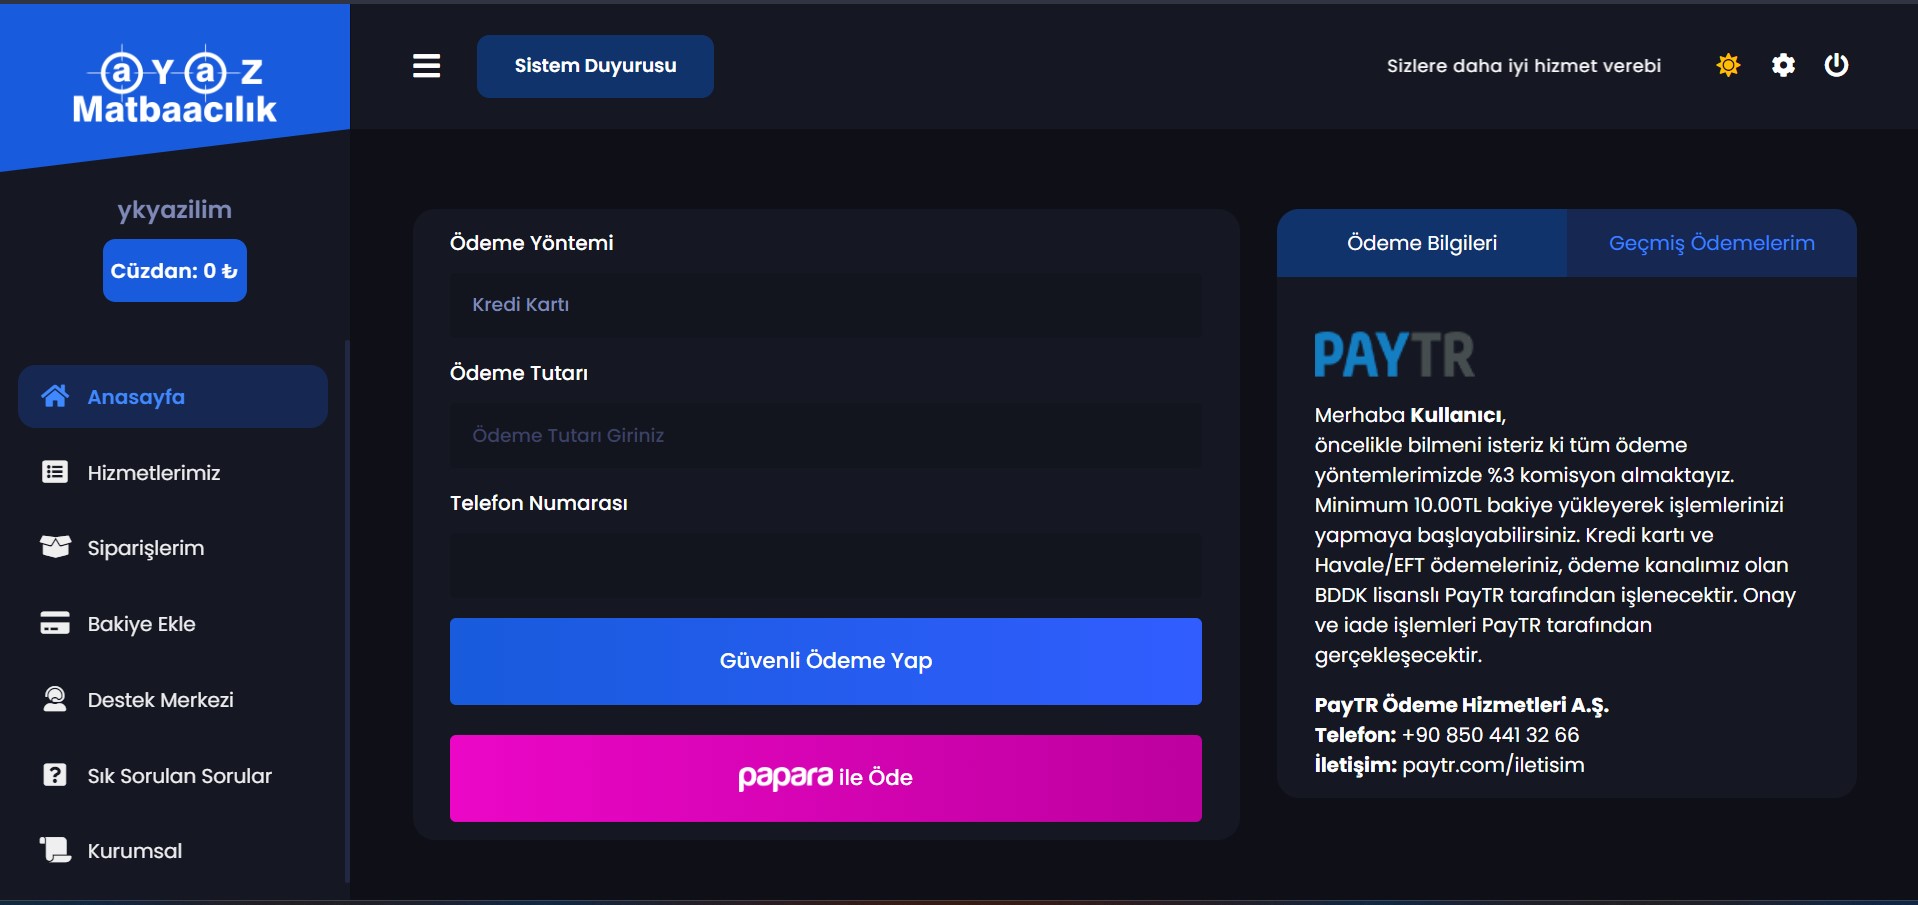 aYaZ
Matbaacılık
Sistem Duyurusu
Sizlere daha iyi hizmet verebi
ykyazilim
Cüzdan: 0 ₺
Anasayfa
Hizmetlerimiz
Siparişlerim
Bakiye Ekle
Destek Merkezi
Sık Sorulan Sorular
Kurumsal
Ödeme Yöntemi
Kredi Kartı
Ödeme Tutarı
Ödeme Tutarı Giriniz
Telefon Numarası
Güvenli Ödeme Yap
papara ile Öde
Ödeme Bilgileri
Geçmiş Ödemelerim
PAYTR
Merhaba Kullanıcı,
öncelikle bilmeni isteriz ki tüm ödeme
yöntemlerimizde %3 komisyon almaktayız.
Minimum 10.00TL bakiye yükleyerek işlemlerinizi
yapmaya başlayabilirsiniz. Kredi kartı ve
Havale/EFT ödemeleriniz, ödeme kanalımız olan
BDDK lisanslı PayTR tarafından işlenecektir. Onay
ve iade işlemleri PayTR tarafından
gerçekleşecektir.
PayTR Ödeme Hizmetleri A.Ş.
Telefon: +90 850 441 32 66
İletişim: paytr.com/iletisim